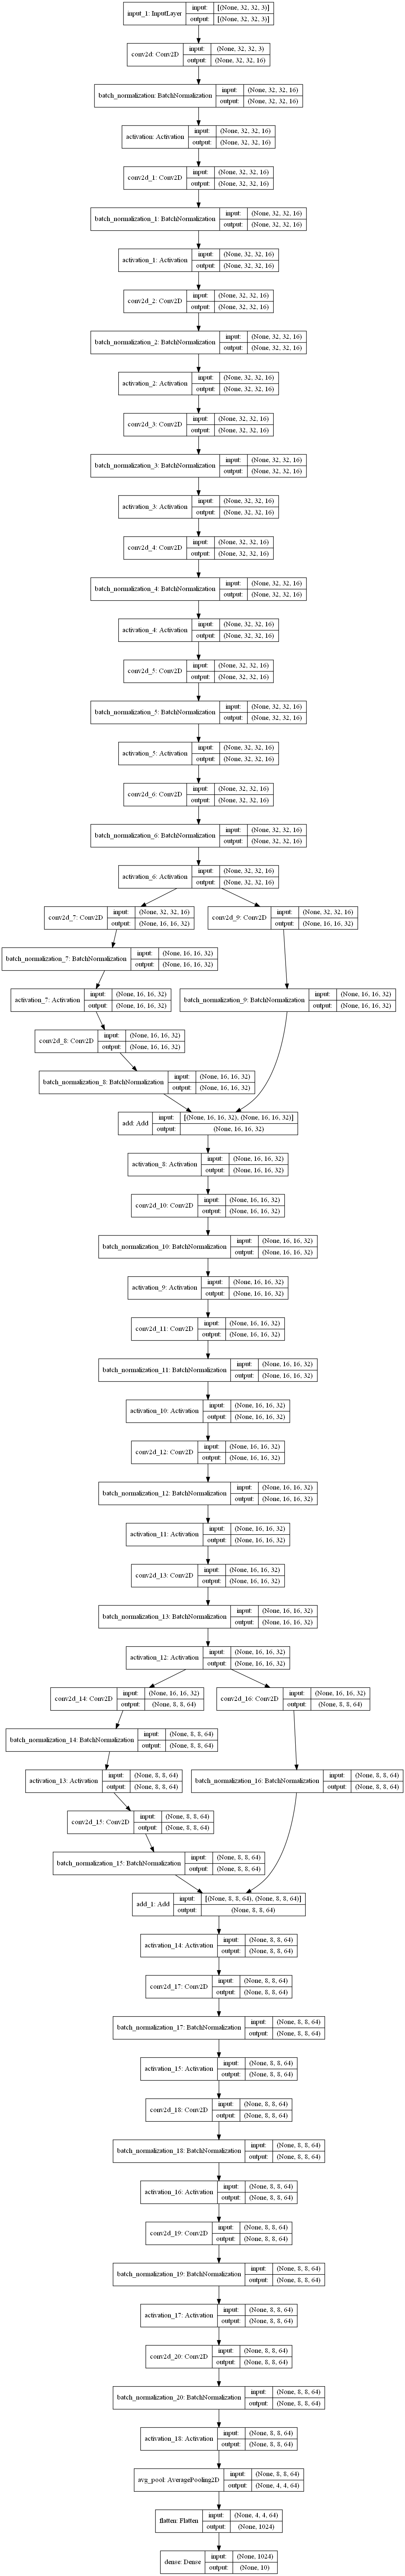 input_1: InputLayer input: [(None, 32, 32, 3)]
output: [(None, 32, 32, 3)]
conv2d: Conv2D input: (None, 32, 32, 3)
output: (None, 32, 32, 16)
batch_normalization: BatchNormalization input: (None, 32, 32, 16)
output: (None, 32, 32, 16)
activation: Activation input: (None, 32, 32, 16)
output: (None, 32, 32, 16)
conv2d_1: Conv2D input: (None, 32, 32, 16)
output: (None, 32, 32, 16)
batch_normalization_1: BatchNormalization input: (None, 32, 32, 16)
output: (None, 32, 32, 16)
activation_1: Activation input: (None, 32, 32, 16)
output: (None, 32, 32, 16)
conv2d_2: Conv2D input: (None, 32, 32, 16)
output: (None, 32, 32, 16)
batch_normalization_2: BatchNormalization input: (None, 32, 32, 16)
output: (None, 32, 32, 16)
activation_2: Activation input: (None, 32, 32, 16)
output: (None, 32, 32, 16)
conv2d_3: Conv2D input: (None, 32, 32, 16)
output: (None, 32, 32, 16)
batch_normalization_3: BatchNormalization input: (None, 32, 32, 16)
output: (None, 32, 32, 16)
activation_3: Activation input: (None, 32, 32, 16)
output: (None, 32, 32, 16)
conv2d_4: Conv2D input: (None, 32, 32, 16)
output: (None, 32, 32, 16)
batch_normalization_4: BatchNormalization input: (None, 32, 32, 16)
output: (None, 32, 32, 16)
activation_4: Activation input: (None, 32, 32, 16)
output: (None, 32, 32, 16)
conv2d_5: Conv2D input: (None, 32, 32, 16)
output: (None, 32, 32, 16)
batch_normalization_5: BatchNormalization input: (None, 32, 32, 16)
output: (None, 32, 32, 16)
activation_5: Activation input: (None, 32, 32, 16)
output: (None, 32, 32, 16)
conv2d_6: Conv2D input: (None, 32, 32, 16)
output: (None, 32, 32, 16)
batch_normalization_6: BatchNormalization input: (None, 32, 32, 16)
output: (None, 32, 32, 16)
activation_6: Activation input: (None, 32, 32, 16)
output: (None, 32, 32, 16)
conv2d_7: Conv2D input: (None, 32, 32, 16)
output: (None, 16, 16, 32)
conv2d_9: Conv2D input: (None, 32, 32, 16)
output: (None, 16, 16, 32)
batch_normalization_7: BatchNormalization input: (None, 16, 16, 32)
output: (None, 16, 16, 32)
activation_7: Activation input: (None, 16, 16, 32)
output: (None, 16, 16, 32)
batch_normalization_9: BatchNormalization input: (None, 16, 16, 32)
output: (None, 16, 16, 32)
conv2d_8: Conv2D input: (None, 16, 16, 32)
output: (None, 16, 16, 32)
batch_normalization_8: BatchNormalization input: (None, 16, 16, 32)
output: (None, 16, 16, 32)
add: Add input: [(None, 16, 16, 32), (None, 16, 16, 32)]
output: (None, 16, 16, 32)
activation_8: Activation input: (None, 16, 16, 32)
output: (None, 16, 16, 32)
conv2d_10: Conv2D input: (None, 16, 16, 32)
output: (None, 16, 16, 32)
batch_normalization_10: BatchNormalization input: (None, 16, 16, 32)
output: (None, 16, 16, 32)
activation_9: Activation input: (None, 16, 16, 32)
output: (None, 16, 16, 32)
conv2d_11: Conv2D input: (None, 16, 16, 32)
output: (None, 16, 16, 32)
batch_normalization_11: BatchNormalization input: (None, 16, 16, 32)
output: (None, 16, 16, 32)
activation_10: Activation input: (None, 16, 16, 32)
output: (None, 16, 16, 32)
conv2d_12: Conv2D input: (None, 16, 16, 32)
output: (None, 16, 16, 32)
batch_normalization_12: BatchNormalization input: (None, 16, 16, 32)
output: (None, 16, 16, 32)
activation_11: Activation input: (None, 16, 16, 32)
output: (None, 16, 16, 32)
conv2d_13: Conv2D input: (None, 16, 16, 32)
output: (None, 16, 16, 32)
batch_normalization_13: BatchNormalization input: (None, 16, 16, 32)
output: (None, 16, 16, 32)
activation_12: Activation input: (None, 16, 16, 32)
output: (None, 16, 16, 32)
conv2d_14: Conv2D input: (None, 16, 16, 32)
output: (None, 8, 8, 64)
conv2d_16: Conv2D input: (None, 16, 16, 32)
output: (None, 8, 8, 64)
batch_normalization_14: BatchNormalization input: (None, 8, 8, 64)
output: (None, 8, 8, 64)
activation_13: Activation input: (None, 8, 8, 64)
output: (None, 8, 8, 64)
batch_normalization_16: BatchNormalization input: (None, 8, 8, 64)
output: (None, 8, 8, 64)
conv2d_15: Conv2D input: (None, 8, 8, 64)
output: (None, 8, 8, 64)
batch_normalization_15: BatchNormalization input: (None, 8, 8, 64)
output: (None, 8, 8, 64)
add_1: Add input: [(None, 8, 8, 64), (None, 8, 8, 64)]
output: (None, 8, 8, 64)
activation_14: Activation input: (None, 8, 8, 64)
output: (None, 8, 8, 64)
conv2d_17: Conv2D input: (None, 8, 8, 64)
output: (None, 8, 8, 64)
batch_normalization_17: BatchNormalization input: (None, 8, 8, 64)
output: (None, 8, 8, 64)
activation_15: Activation input: (None, 8, 8, 64)
output: (None, 8, 8, 64)
conv2d_18: Conv2D input: (None, 8, 8, 64)
output: (None, 8, 8, 64)
batch_normalization_18: BatchNormalization input: (None, 8, 8, 64)
output: (None, 8, 8, 64)
activation_16: Activation input: (None, 8, 8, 64)
output: (None, 8, 8, 64)
conv2d_19: Conv2D input: (None, 8, 8, 64)
output: (None, 8, 8, 64)
batch_normalization_19: BatchNormalization input: (None, 8, 8, 64)
output: (None, 8, 8, 64)
activation_17: Activation input: (None, 8, 8, 64)
output: (None, 8, 8, 64)
conv2d_20: Conv2D input: (None, 8, 8, 64)
output: (None, 8, 8, 64)
batch_normalization_20: BatchNormalization input: (None, 8, 8, 64)
output: (None, 8, 8, 64)
activation_18: Activation input: (None, 8, 8, 64)
output: (None, 8, 8, 64)
avg_pool: AveragePooling2D input: (None, 8, 8, 64)
output: (None, 4, 4, 64)
flatten: Flatten input: (None, 4, 4, 64)
output: (None, 1024)
dense: Dense input: (None, 1024)
output: (None, 10)